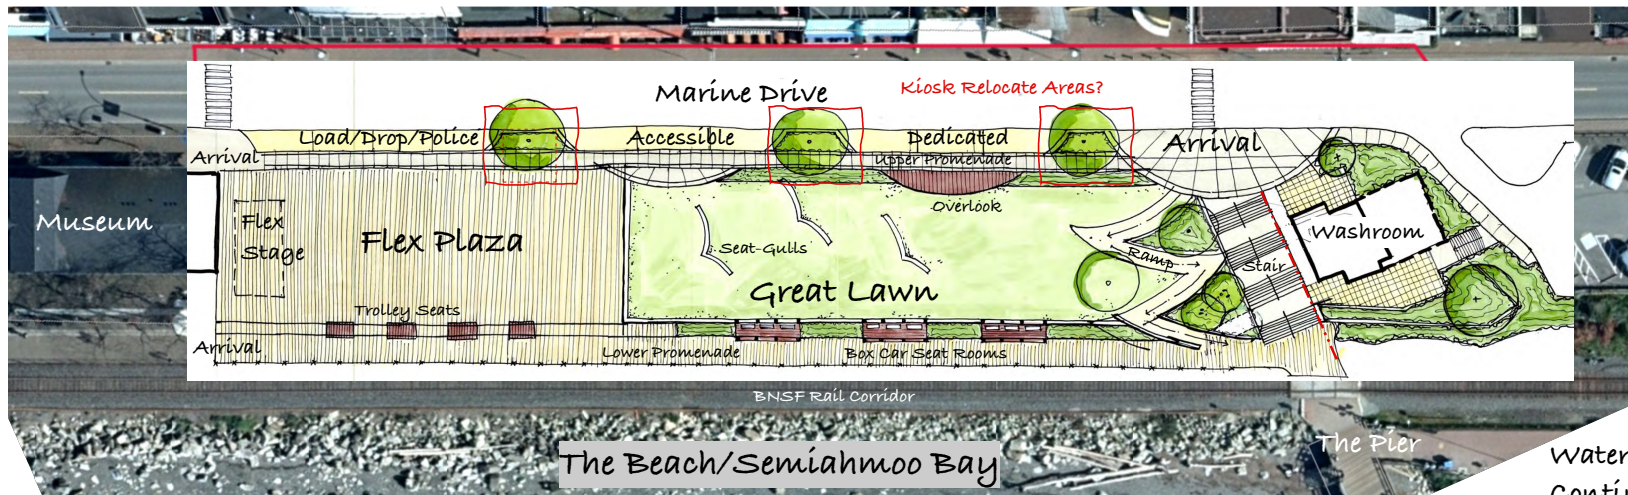 Marine Drive
Kiosk Relocate Areas?
Load/Drop/Police
Accessible
Dedicated
Arrival
Arrival
Upper Promenade
Museum
Flex
Stage
Flex Plaza
Overlook
Seat-Gulls
Great Lawn
Ramp
Stair
Washroom
Trolley Seats
Arrival
Lower Promenade
Box Car Seat Rooms
BNSF Rail Corridor
The Beach/Semiahmoo Bay
The Pier
Water